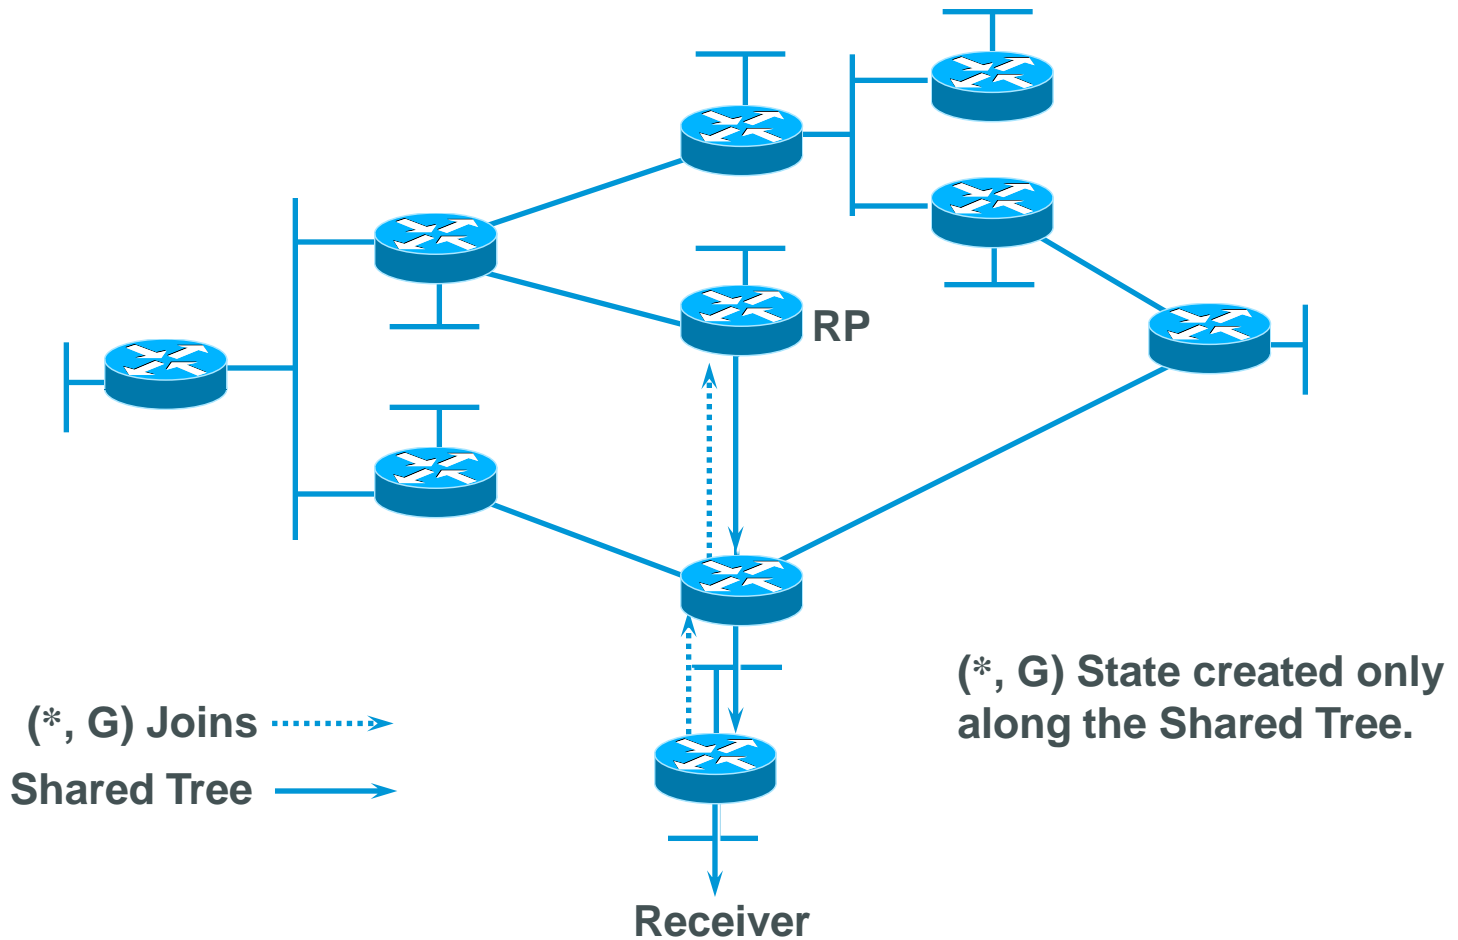 RP
(*, G) State created only
along the Shared Tree.
(*, G) Joins
Shared Tree
Receiver